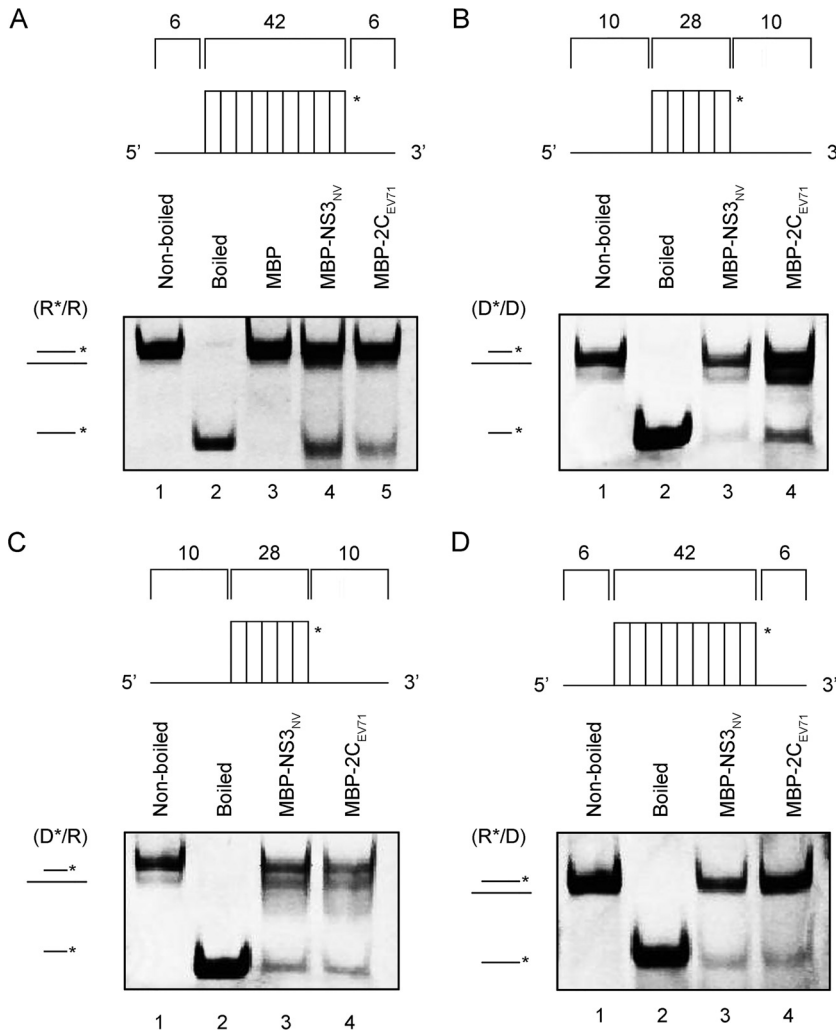 A
6 42 6
*
5’ 3’
Non-boiled Boiled MBP MBP-NS3NV MBP-2CEV71
(R*/R)
*
*
1 2 3 4 5
B
10 28 10
*
5’ 3
Non-boiled Boiled MBP-NS3NV MBP-2CEV71
(D*/D)
*
*
1 2 3 4
C
10 28 10
*
5’ 3’
Non-boiled Boiled MBP-NS3NV MBP-2CEV71
(D*/R)
*
*
1 2 3 4
D
6 42 6
*
5’ 3’
Non-boiled Boiled MBP-NS3NV MBP-2CEV71
(R*/D)
*
*
1 2 3 4